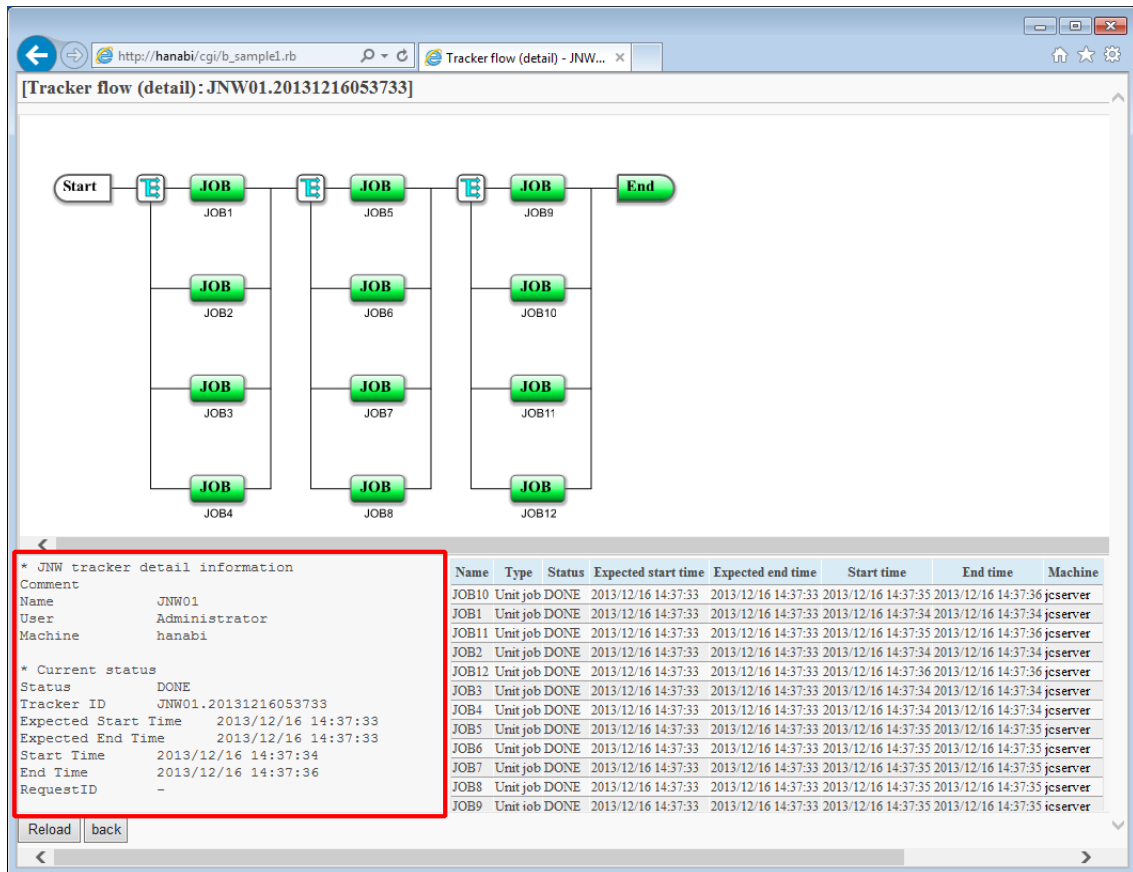 http://hanabi/cgi/b_sample1.rb
Tracker flow (detail) - JNW...
[Tracker flow (detail):JNW01.20131216053733]
Start JOB JOB JOB End
JOB1 JOB5 JOB9
JOB JOB JOB
JOB2 JOB6 JOB10
JOB JOB JOB
JOB3 JOB7 JOB11
JOB JOB JOB
JOB4 JOB8 JOB12
* JNW tracker detail information
Comment
Name JNW01
User Administrator
Machine hanabi
* Current status
Status DONE
Tracker ID JNW01.20131216053733
Expected Start Time 2013/12/16 14:37:33
Expected End Time 2013/12/16 14:37:33
Start Time 2013/12/16 14:37:34
End Time 2013/12/16 14:37:36
RequestID -
Name Type Status Expected start time Expected end time Start time End time Machine
JOB10 Unit job DONE 2013/12/16 14:37:33 2013/12/16 14:37:33 2013/12/16 14:37:35 2013/12/16 14:37:36 jcserver
JOB1 Unit job DONE 2013/12/16 14:37:33 2013/12/16 14:37:33 2013/12/16 14:37:34 2013/12/16 14:37:34 jcserver
JOB11 Unit job DONE 2013/12/16 14:37:33 2013/12/16 14:37:33 2013/12/16 14:37:35 2013/12/16 14:37:36 jcserver
JOB2 Unit job DONE 2013/12/16 14:37:33 2013/12/16 14:37:33 2013/12/16 14:37:34 2013/12/16 14:37:34 jcserver
JOB12 Unit job DONE 2013/12/16 14:37:33 2013/12/16 14:37:33 2013/12/16 14:37:36 2013/12/16 14:37:36 jcserver
JOB3 Unit job DONE 2013/12/16 14:37:33 2013/12/16 14:37:33 2013/12/16 14:37:34 2013/12/16 14:37:34 jcserver
JOB4 Unit job DONE 2013/12/16 14:37:33 2013/12/16 14:37:33 2013/12/16 14:37:34 2013/12/16 14:37:34 jcserver
JOB5 Unit job DONE 2013/12/16 14:37:33 2013/12/16 14:37:33 2013/12/16 14:37:35 2013/12/16 14:37:35 jcserver
JOB6 Unit job DONE 2013/12/16 14:37:33 2013/12/16 14:37:33 2013/12/16 14:37:35 2013/12/16 14:37:35 jcserver
JOB7 Unit job DONE 2013/12/16 14:37:33 2013/12/16 14:37:33 2013/12/16 14:37:35 2013/12/16 14:37:35 jcserver
JOB8 Unit job DONE 2013/12/16 14:37:33 2013/12/16 14:37:33 2013/12/16 14:37:35 2013/12/16 14:37:35 jcserver
JOB9 Unit job DONE 2013/12/16 14:37:33 2013/12/16 14:37:33 2013/12/16 14:37:35 2013/12/16 14:37:35 jcserver
Reload back